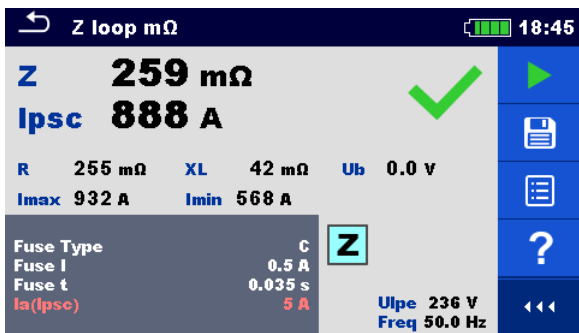 Z loop mΩ 18:45
Z 259 mΩ
Ipsc 888 A
R 255 mΩ XL 42 mΩ Ub 0.0 V
Imax 932 A Imin 568 A
Fuse Type C
Fuse I 0.5 A
Fuse t 0.035 s
Ia(Ipsc) 5 A
Z
Ulpe 236 V
Freq 50.0 Hz
?